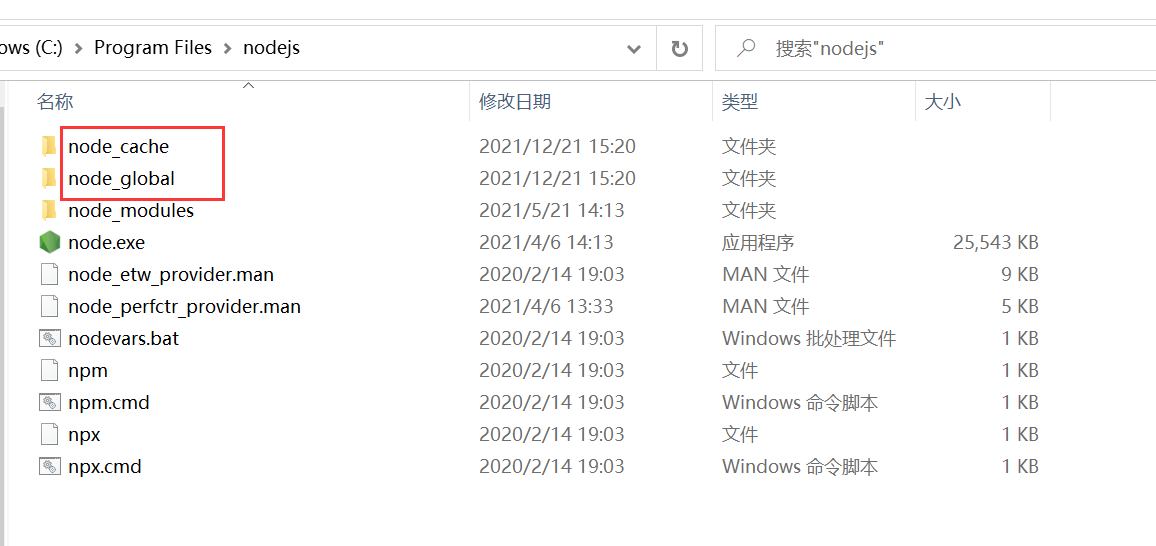 ows (C:) > Program Files > nodejs 搜索"nodejs"
名称 修改日期 类型 大小
node_cache 2021/12/21 15:20 文件夹
node_global 2021/12/21 15:20 文件夹
node_modules 2021/5/21 14:13 文件夹
node.exe 2021/4/6 14:13 应用程序 25,543 KB
node_etw_provider.man 2020/2/14 19:03 MAN 文件 9 KB
node_perfctr_provider.man 2021/4/6 13:33 MAN 文件 5 KB
nodevars.bat 2020/2/14 19:03 Windows 批处理文件 1 KB
npm 2020/2/14 19:03 文件 1 KB
npm.cmd 2020/2/14 19:03 Windows 命令脚本 1 KB
npx 2020/2/14 19:03 文件 1 KB
npx.cmd 2020/2/14 19:03 Windows 命令脚本 1 KB